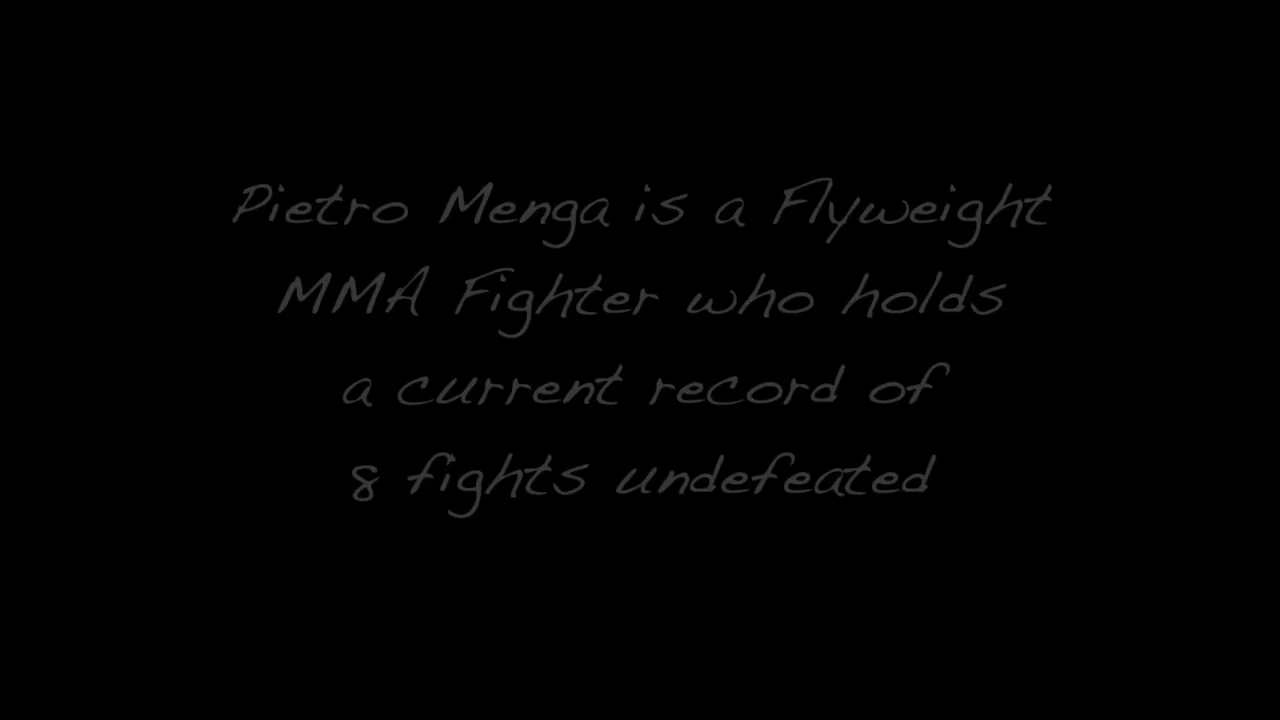 Pietro Menga is a Flyweight
MMA Fighter who holds
a current record of
8 fights undefeated